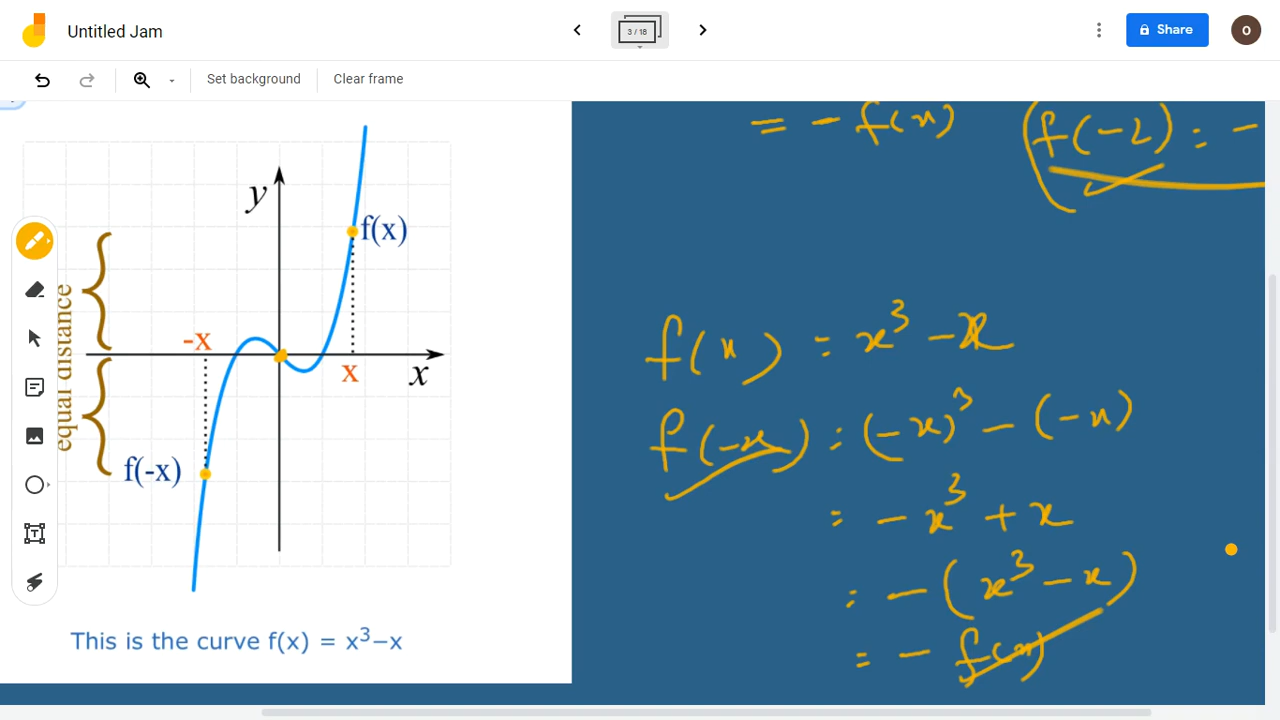 Untitled Jam
3 / 18
Share
O
Set background
Clear frame
= - f(x)
f(-2) = -
y
f(x)
equal distance
-x
x
x
f(-x)
f(x) = x³ - x
f(-x) = (-x)³ - (-x)
= - x³ + x
= - (x³ - x)
= - f(x)
This is the curve f(x) = x³−x